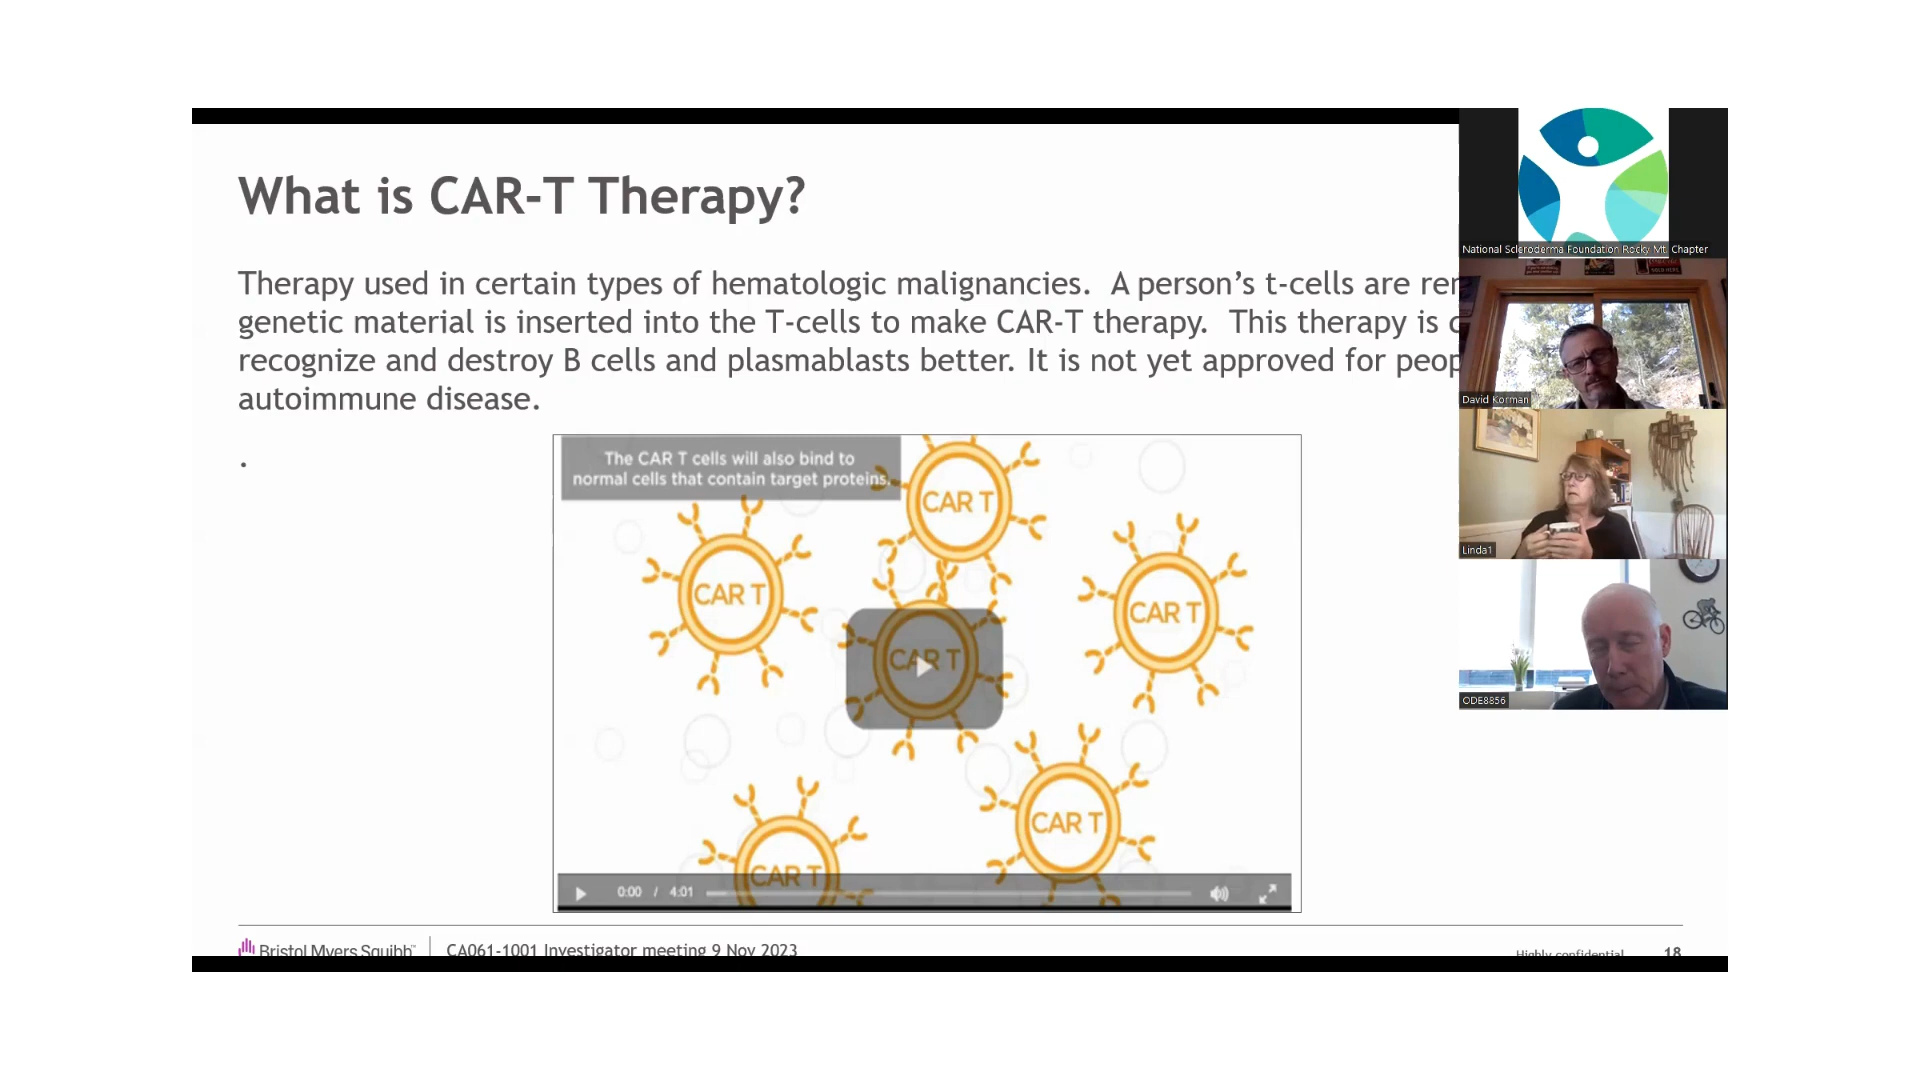 What is CAR-T Therapy?
Therapy used in certain types of hematologic malignancies. A person's t-cells are
genetic material is inserted into the T-cells to make CAR-T therapy. This therapy is
recognize and destroy B cells and plasmablasts better. It is not yet approved for
autoimmune disease.
.
The CAR T cells will also bind to
normal cells that contain target proteins.
CAR T
CAR T
CAR T
CAR T
CAR T
CAR T
0:00 / 4:01
Bristol Myers Squibb™ | CA061-1001 Investigator meeting 9 Nov 2023
Highly confidential 18
National Scleroderma Foundation Rocky Mt. Chapter
David Korman
Linda1
ODE8856